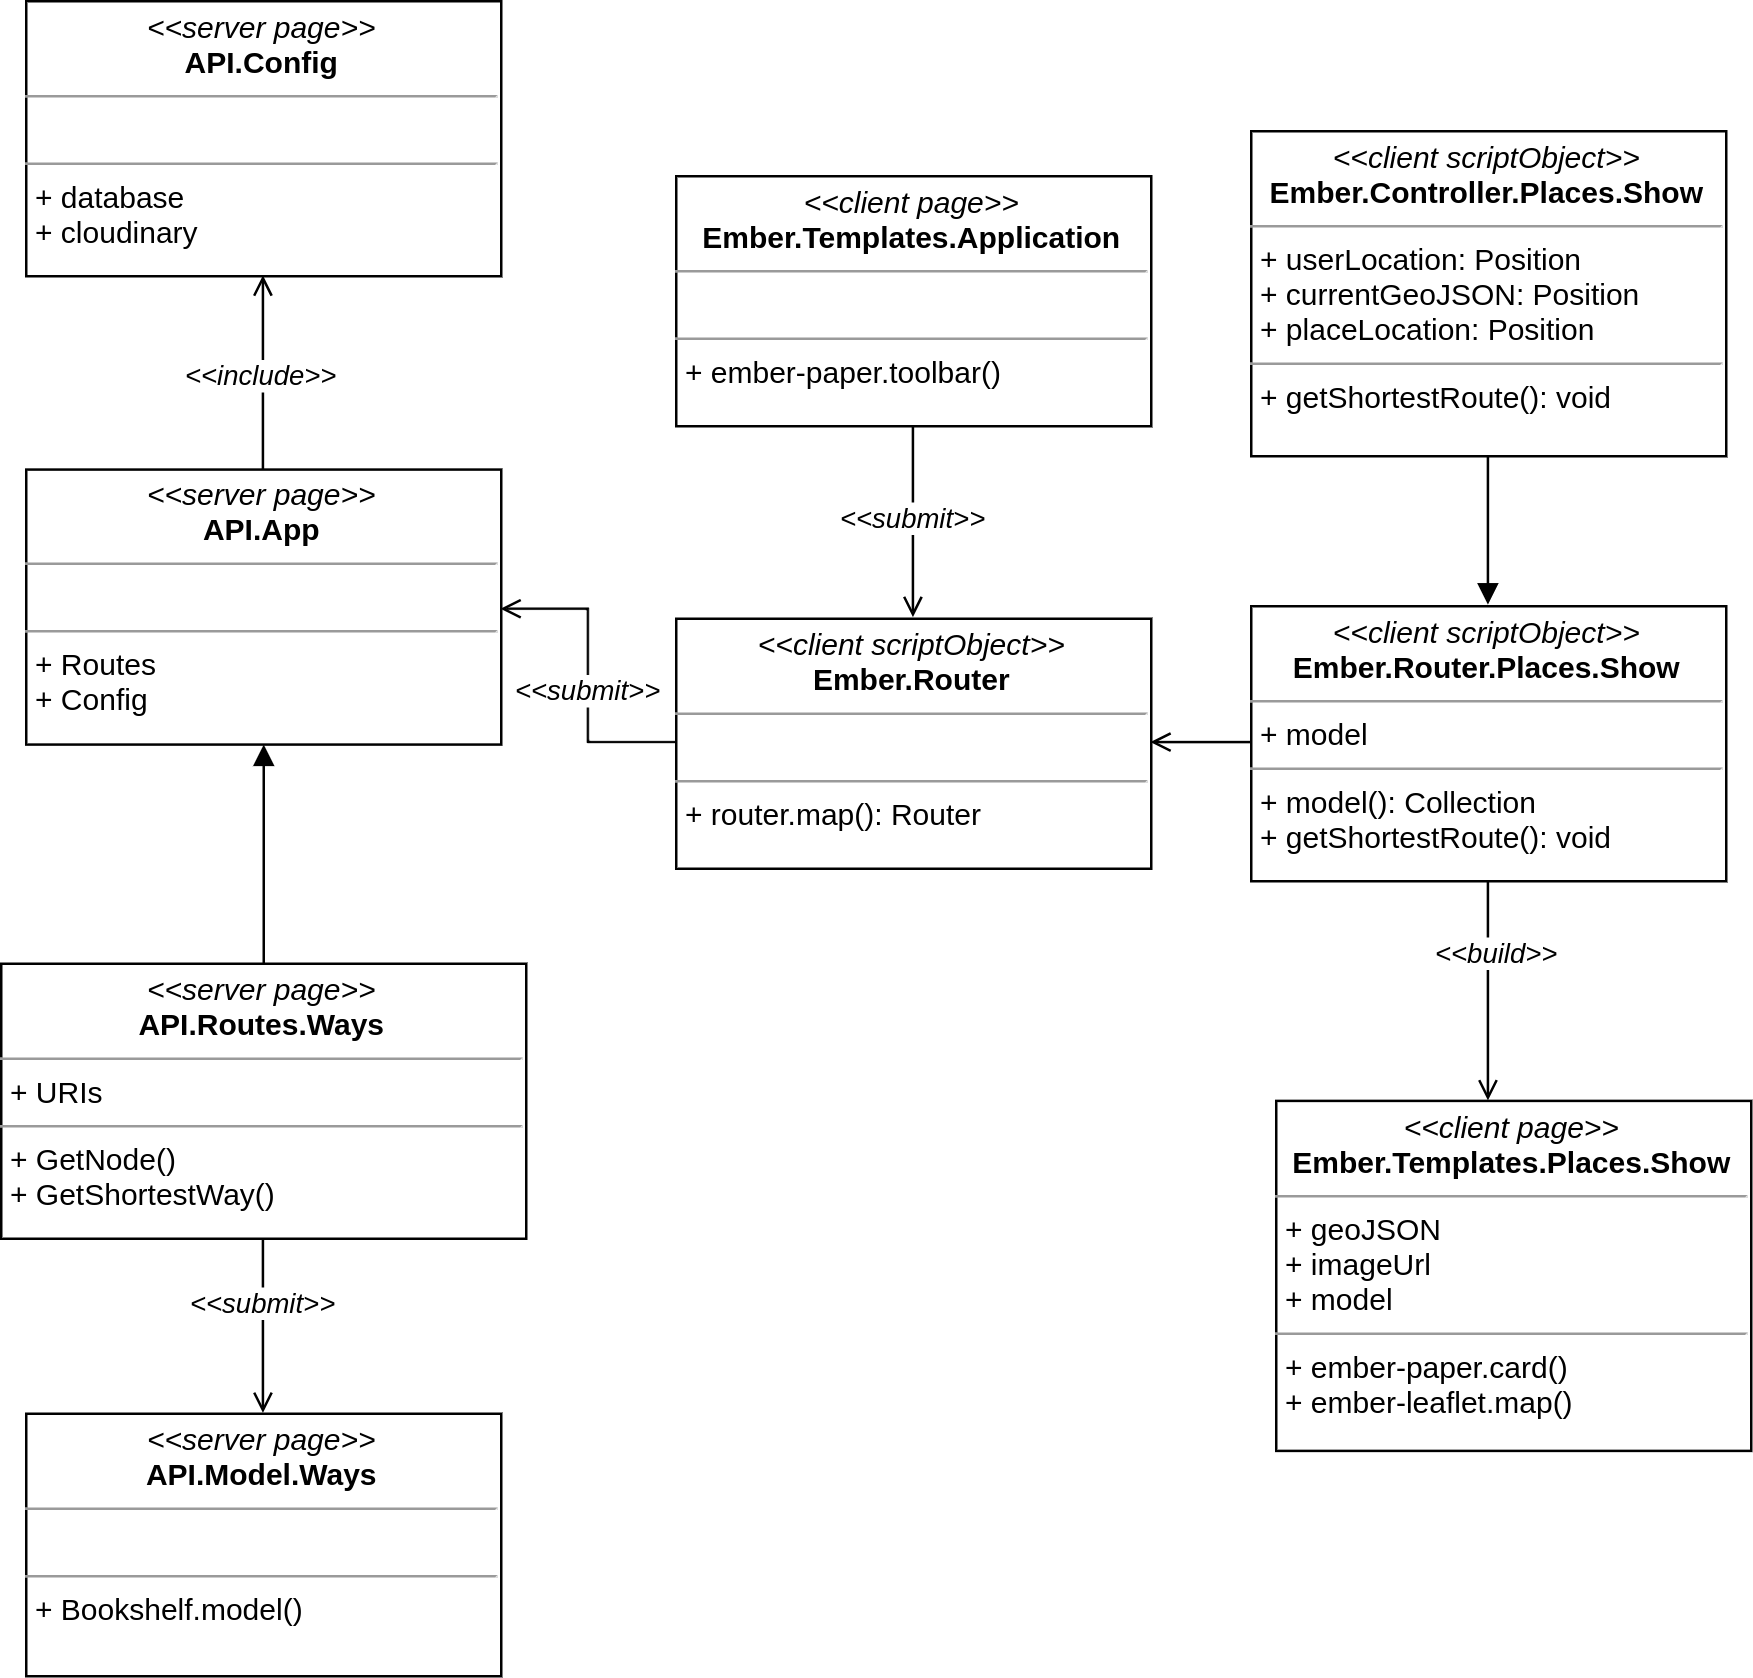 <<server page>>
API.Config
+ database
+ cloudinary
<<include>>
<<server page>>
API.App
+ Routes
+ Config
<<server page>>
API.Routes.Ways
+ URIs
+ GetNode()
+ GetShortestWay()
<<submit>>
<<server page>>
API.Model.Ways
+ Bookshelf.model()
<<client page>>
Ember.Templates.Application
+ ember-paper.toolbar()
<<submit>>
<<submit>>
<<client scriptObject>>
Ember.Router
+ router.map(): Router
<<client scriptObject>>
Ember.Controller.Places.Show
+ userLocation: Position
+ currentGeoJSON: Position
+ placeLocation: Position
+ getShortestRoute(): void
<<client scriptObject>>
Ember.Router.Places.Show
+ model
+ model(): Collection
+ getShortestRoute(): void
<<build>>
<<client page>>
Ember.Templates.Places.Show
+ geoJSON
+ imageUrl
+ model
+ ember-paper.card()
+ ember-leaflet.map()